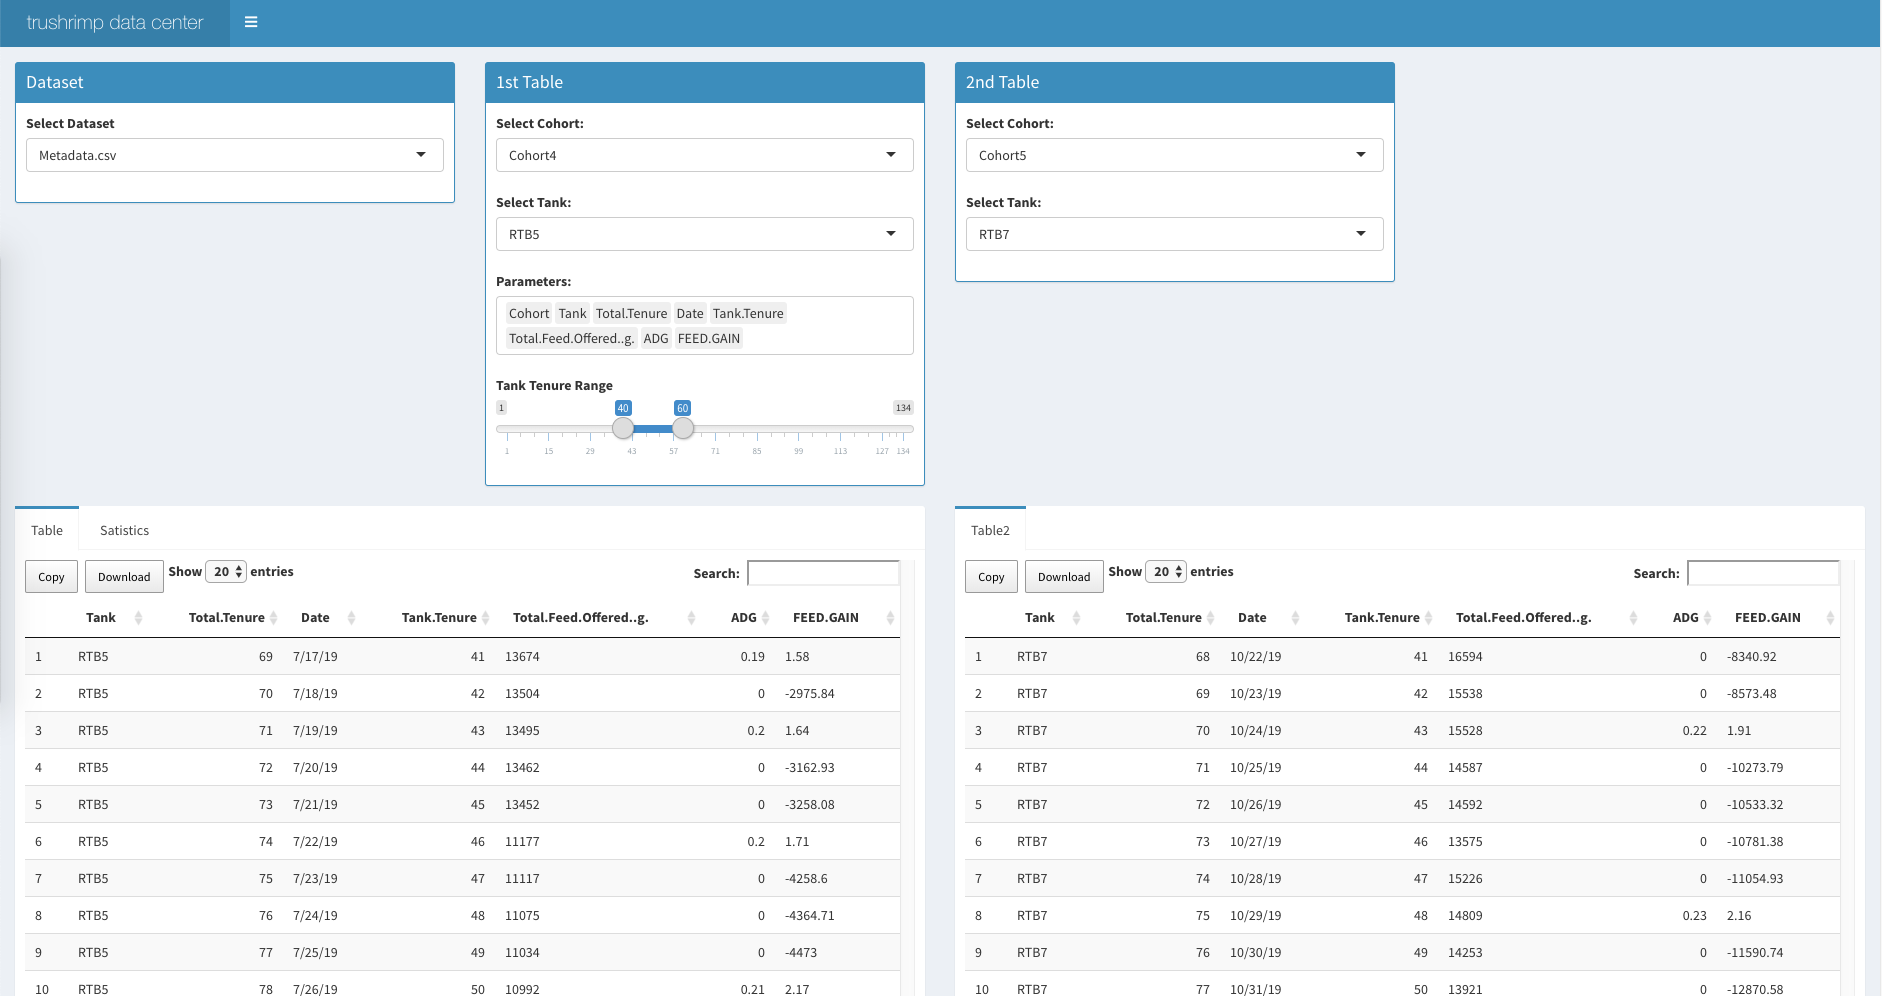 trushrimp data center
Dataset
Select Dataset
Metadata.csv
1st Table
Select Cohort:
Cohort4
Select Tank:
RTB5
Parameters:
Cohort Tank Total.Tenure Date Tank.Tenure
Total.Feed.Offered..g. ADG FEED.GAIN
Tank Tenure Range
1 40 60 134
1 15 29 43 57 71 85 99 113 127 134
2nd Table
Select Cohort:
Cohort5
Select Tank:
RTB7
Table Satistics
Copy Download Show 20 entries Search:
Tank Total.Tenure Date Tank.Tenure Total.Feed.Offered..g. ADG FEED.GAIN
1 RTB5 69 7/17/19 41 13674 0.19 1.58
2 RTB5 70 7/18/19 42 13504 0 -2975.84
3 RTB5 71 7/19/19 43 13495 0.2 1.64
4 RTB5 72 7/20/19 44 13462 0 -3162.93
5 RTB5 73 7/21/19 45 13452 0 -3258.08
6 RTB5 74 7/22/19 46 11177 0.2 1.71
7 RTB5 75 7/23/19 47 11117 0 -4258.6
8 RTB5 76 7/24/19 48 11075 0 -4364.71
9 RTB5 77 7/25/19 49 11034 0 -4473
10 RTB5 78 7/26/19 50 10992 0.21 2.17
Table2
Copy Download Show 20 entries Search:
Tank Total.Tenure Date Tank.Tenure Total.Feed.Offered..g. ADG FEED.GAIN
1 RTB7 68 10/22/19 41 16594 0 -8340.92
2 RTB7 69 10/23/19 42 15538 0 -8573.48
3 RTB7 70 10/24/19 43 15528 0.22 1.91
4 RTB7 71 10/25/19 44 14587 0 -10273.79
5 RTB7 72 10/26/19 45 14592 0 -10533.32
6 RTB7 73 10/27/19 46 13575 0 -10781.38
7 RTB7 74 10/28/19 47 15226 0 -11054.93
8 RTB7 75 10/29/19 48 14809 0.23 2.16
9 RTB7 76 10/30/19 49 14253 0 -11590.74
10 RTB7 77 10/31/19 50 13921 0 -12870.58